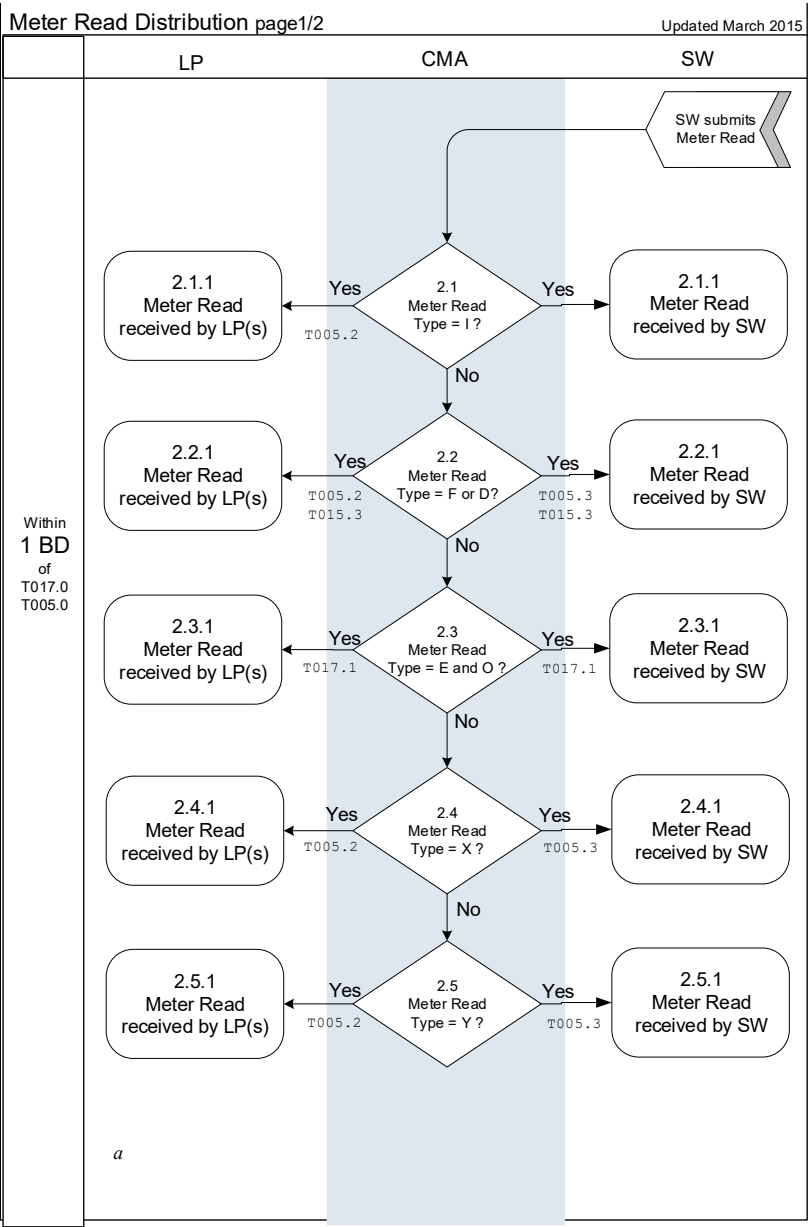 Meter Read Distribution page1/2
Updated March 2015
LP
CMA
SW
SW submits
Meter Read
2.1.1
Meter Read
received by LP(s)
Yes
T005.2
2.1
Meter Read
Type = I ?
Yes
2.1.1
Meter Read
received by SW
No
2.2.1
Meter Read
received by LP(s)
Yes
T005.2
T015.3
2.2
Meter Read
Type = F or D?
Yes
T005.3
T015.3
2.2.1
Meter Read
received by SW
No
Within
1 BD
of
T017.0
T005.0
2.3.1
Meter Read
received by LP(s)
Yes
T017.1
2.3
Meter Read
Type = E and O ?
Yes
T017.1
2.3.1
Meter Read
received by SW
No
2.4.1
Meter Read
received by LP(s)
Yes
T005.2
2.4
Meter Read
Type = X ?
Yes
T005.3
2.4.1
Meter Read
received by SW
No
2.5.1
Meter Read
received by LP(s)
Yes
T005.2
2.5
Meter Read
Type = Y ?
Yes
T005.3
2.5.1
Meter Read
received by SW
a